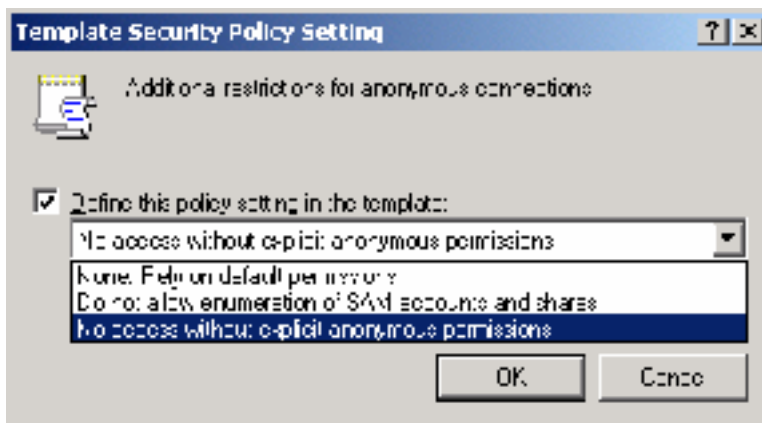 Template Security Policy Setting
Additional restrictions for anonymous connections
Define this policy setting in the template:
No access without explicit anonymous permissions
None. Rely on default permissions
Do not allow enumeration of SAM accounts and shares
No access without explicit anonymous permissions
OK Cancel